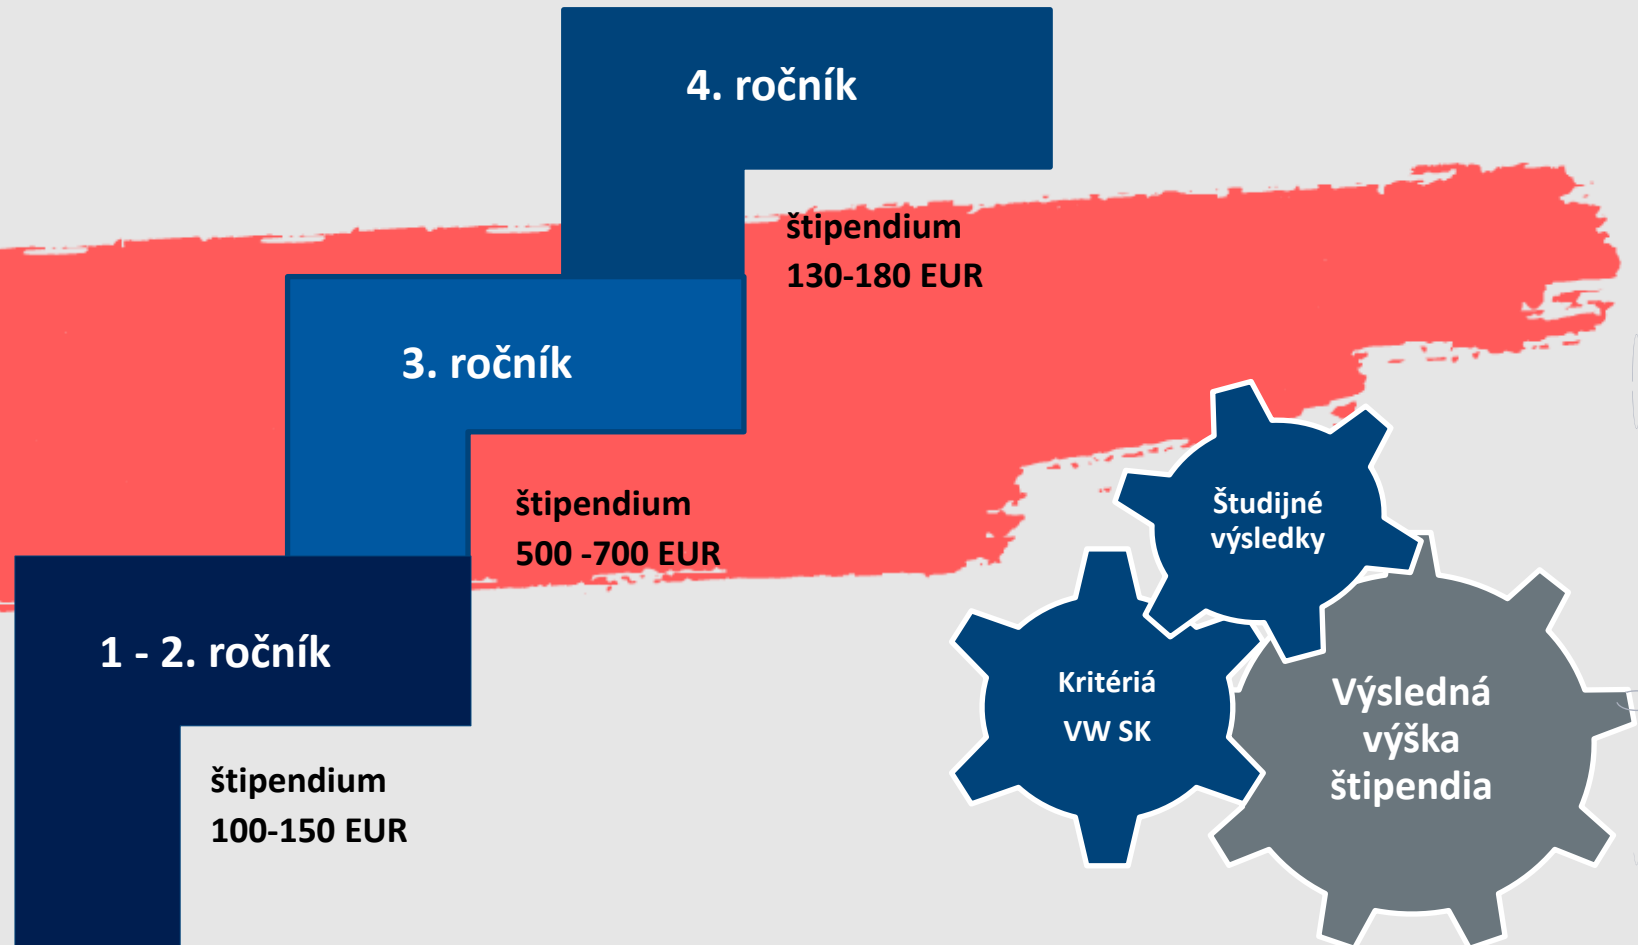 4. ročník
štipendium
130-180 EUR
3. ročník
štipendium
500 -700 EUR
1 - 2. ročník
štipendium
100-150 EUR
Študijné
výsledky
Kritériá
VW SK
Výsledná
výška
štipendia